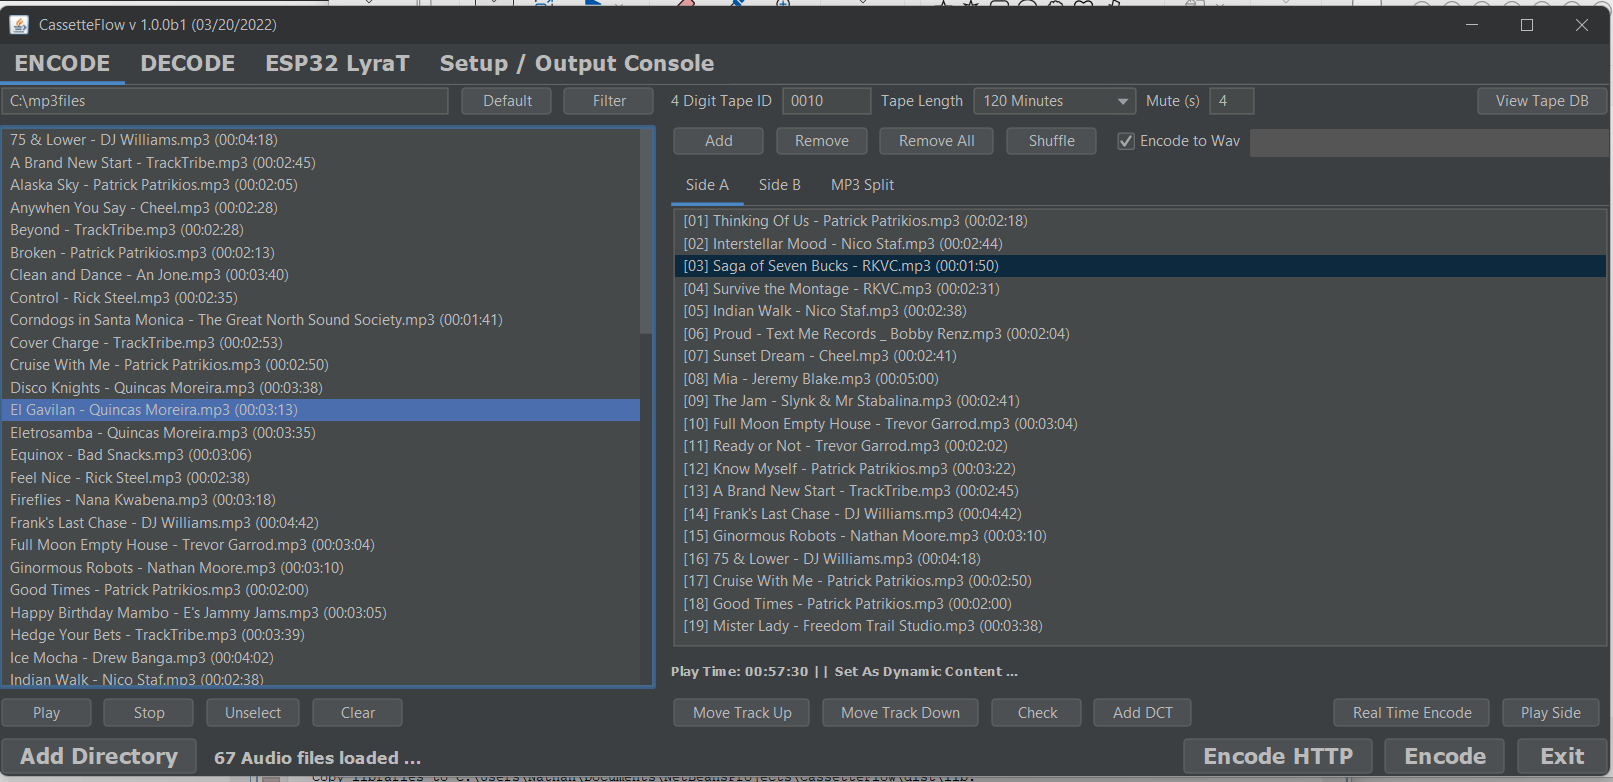 CassetteFlow v 1.0.0b1 (03/20/2022)
ENCODE DECODE ESP32 LyraT Setup / Output Console
C:\mp3files Default Filter 4 Digit Tape ID 0010 Tape Length 120 Minutes Mute (s) 4 View Tape DB
Add Remove Remove All Shuffle Encode to Wav
Side A Side B MP3 Split
75 & Lower - DJ Williams.mp3 (00:04:18)
A Brand New Start - TrackTribe.mp3 (00:02:45)
Alaska Sky - Patrick Patrikios.mp3 (00:02:05)
Anywhen You Say - Cheel.mp3 (00:02:28)
Beyond - TrackTribe.mp3 (00:02:28)
Broken - Patrick Patrikios.mp3 (00:02:13)
Clean and Dance - An Jone.mp3 (00:03:40)
Control - Rick Steel.mp3 (00:02:35)
Corndogs in Santa Monica - The Great North Sound Society.mp3 (00:01:41)
Cover Charge - TrackTribe.mp3 (00:02:53)
Cruise With Me - Patrick Patrikios.mp3 (00:02:50)
Disco Knights - Quincas Moreira.mp3 (00:03:38)
El Gavilan - Quincas Moreira.mp3 (00:03:13)
Eletrosamba - Quincas Moreira.mp3 (00:03:35)
Equinox - Bad Snacks.mp3 (00:03:06)
Feel Nice - Rick Steel.mp3 (00:02:38)
Fireflies - Nana Kwabena.mp3 (00:03:18)
Frank's Last Chase - DJ Williams.mp3 (00:04:42)
Full Moon Empty House - Trevor Garrod.mp3 (00:03:04)
Ginormous Robots - Nathan Moore.mp3 (00:03:10)
Good Times - Patrick Patrikios.mp3 (00:02:00)
Happy Birthday Mambo - E's Jammy Jams.mp3 (00:03:05)
Hedge Your Bets - TrackTribe.mp3 (00:03:39)
Ice Mocha - Drew Banga.mp3 (00:04:02)
Indian Walk - Nico Staf.mp3 (00:02:38)
[01] Thinking Of Us - Patrick Patrikios.mp3 (00:02:18)
[02] Interstellar Mood - Nico Staf.mp3 (00:02:44)
[03] Saga of Seven Bucks - RKVC.mp3 (00:01:50)
[04] Survive the Montage - RKVC.mp3 (00:02:31)
[05] Indian Walk - Nico Staf.mp3 (00:02:38)
[06] Proud - Text Me Records _ Bobby Renz.mp3 (00:02:04)
[07] Sunset Dream - Cheel.mp3 (00:02:41)
[08] Mia - Jeremy Blake.mp3 (00:05:00)
[09] The Jam - Slynk & Mr Stabalina.mp3 (00:02:41)
[10] Full Moon Empty House - Trevor Garrod.mp3 (00:03:04)
[11] Ready or Not - Trevor Garrod.mp3 (00:02:02)
[12] Know Myself - Patrick Patrikios.mp3 (00:03:22)
[13] A Brand New Start - TrackTribe.mp3 (00:02:45)
[14] Frank's Last Chase - DJ Williams.mp3 (00:04:42)
[15] Ginormous Robots - Nathan Moore.mp3 (00:03:10)
[16] 75 & Lower - DJ Williams.mp3 (00:04:18)
[17] Cruise With Me - Patrick Patrikios.mp3 (00:02:50)
[18] Good Times - Patrick Patrikios.mp3 (00:02:00)
[19] Mister Lady - Freedom Trail Studio.mp3 (00:03:38)
Play Time: 00:57:30 || Set As Dynamic Content ...
Play Stop Unselect Clear Move Track Up Move Track Down Check Add DCT Real Time Encode Play Side
Add Directory 67 Audio files loaded ... Encode HTTP Encode Exit
Copy libraries to C:\Users\Nathan\Documents\NetBeansProjects\CassetteFlow\dist\lib.